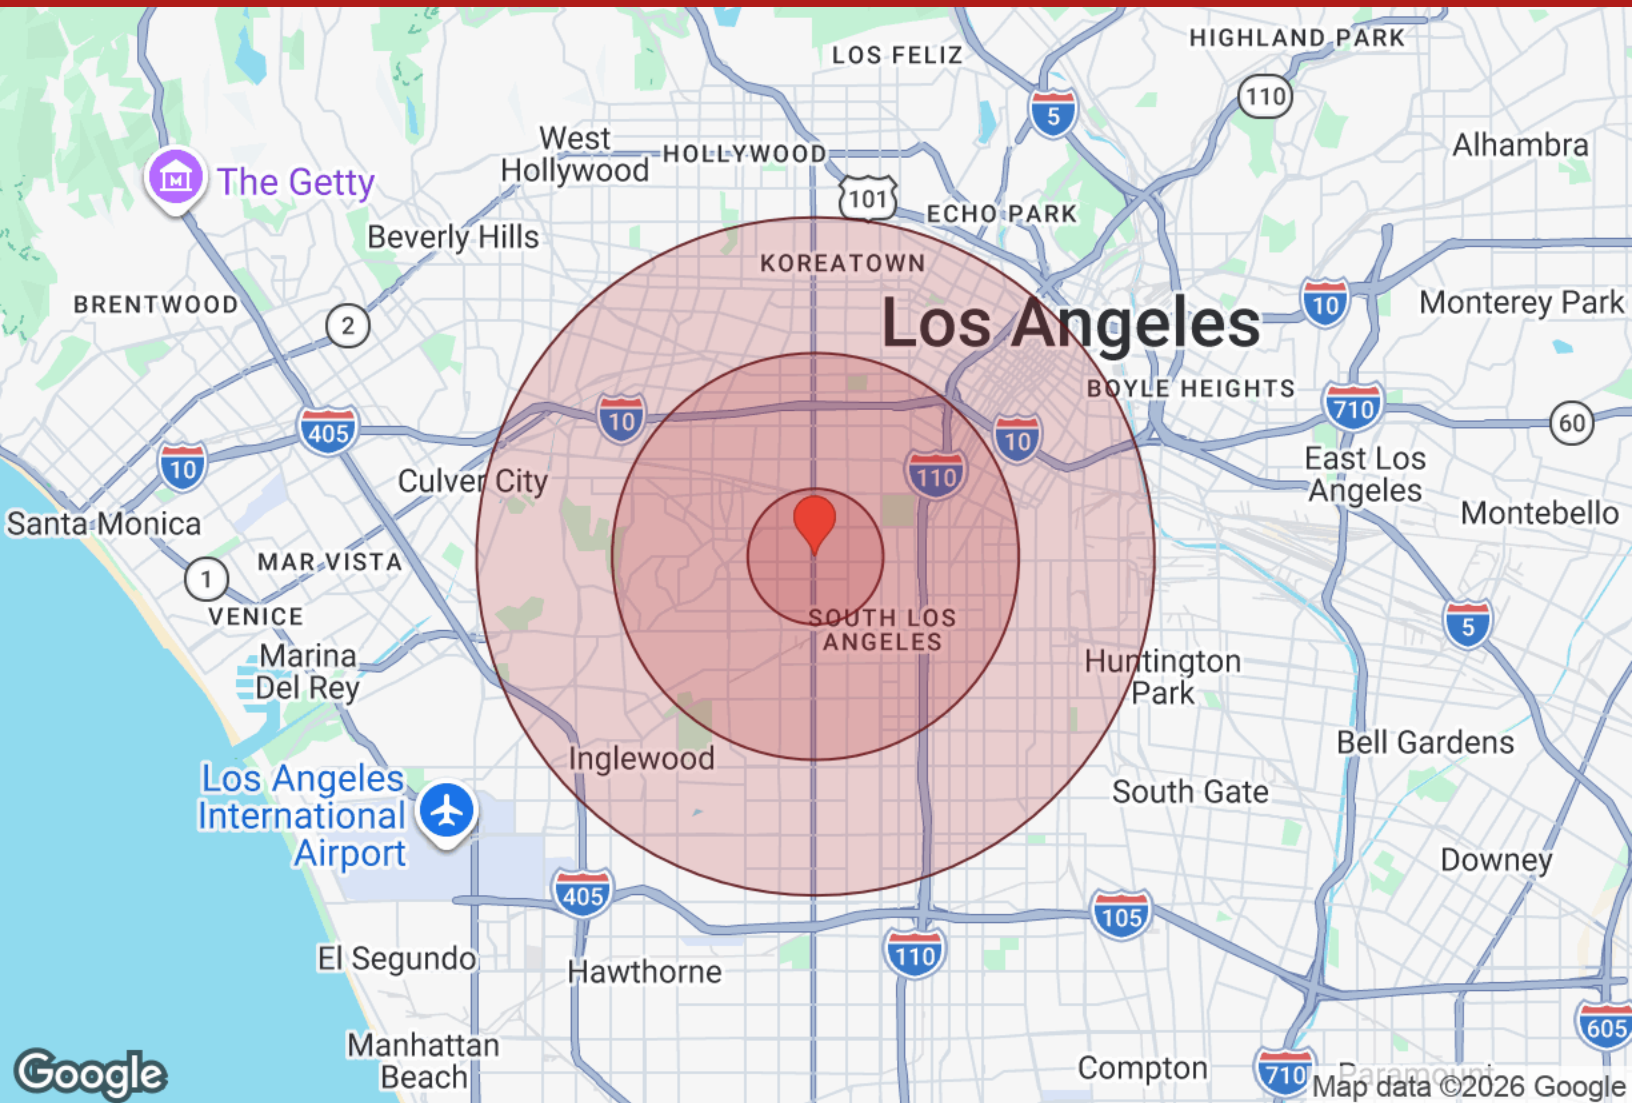 HIGHLAND PARK
LOS FELIZ
110
5
West
Hollywood
HOLLYWOOD
Alhambra
The Getty
101
ECHO PARK
Beverly Hills
KOREATOWN
BRENTWOOD
10
Monterey Park
2
Los Angeles
BOYLE HEIGHTS
710
10
405
60
10
10
110
East Los
Angeles
Culver City
Santa Monica
Montebello
MAR VISTA
1
VENICE
SOUTH LOS
ANGELES
5
Marina
Del Rey
Huntington
Park
Bell Gardens
Inglewood
Los Angeles
International
Airport
South Gate
Downey
405
105
110
El Segundo
Hawthorne
605
Manhattan
Beach
Compton
710
Paramount
Google
Map data ©2026 Google